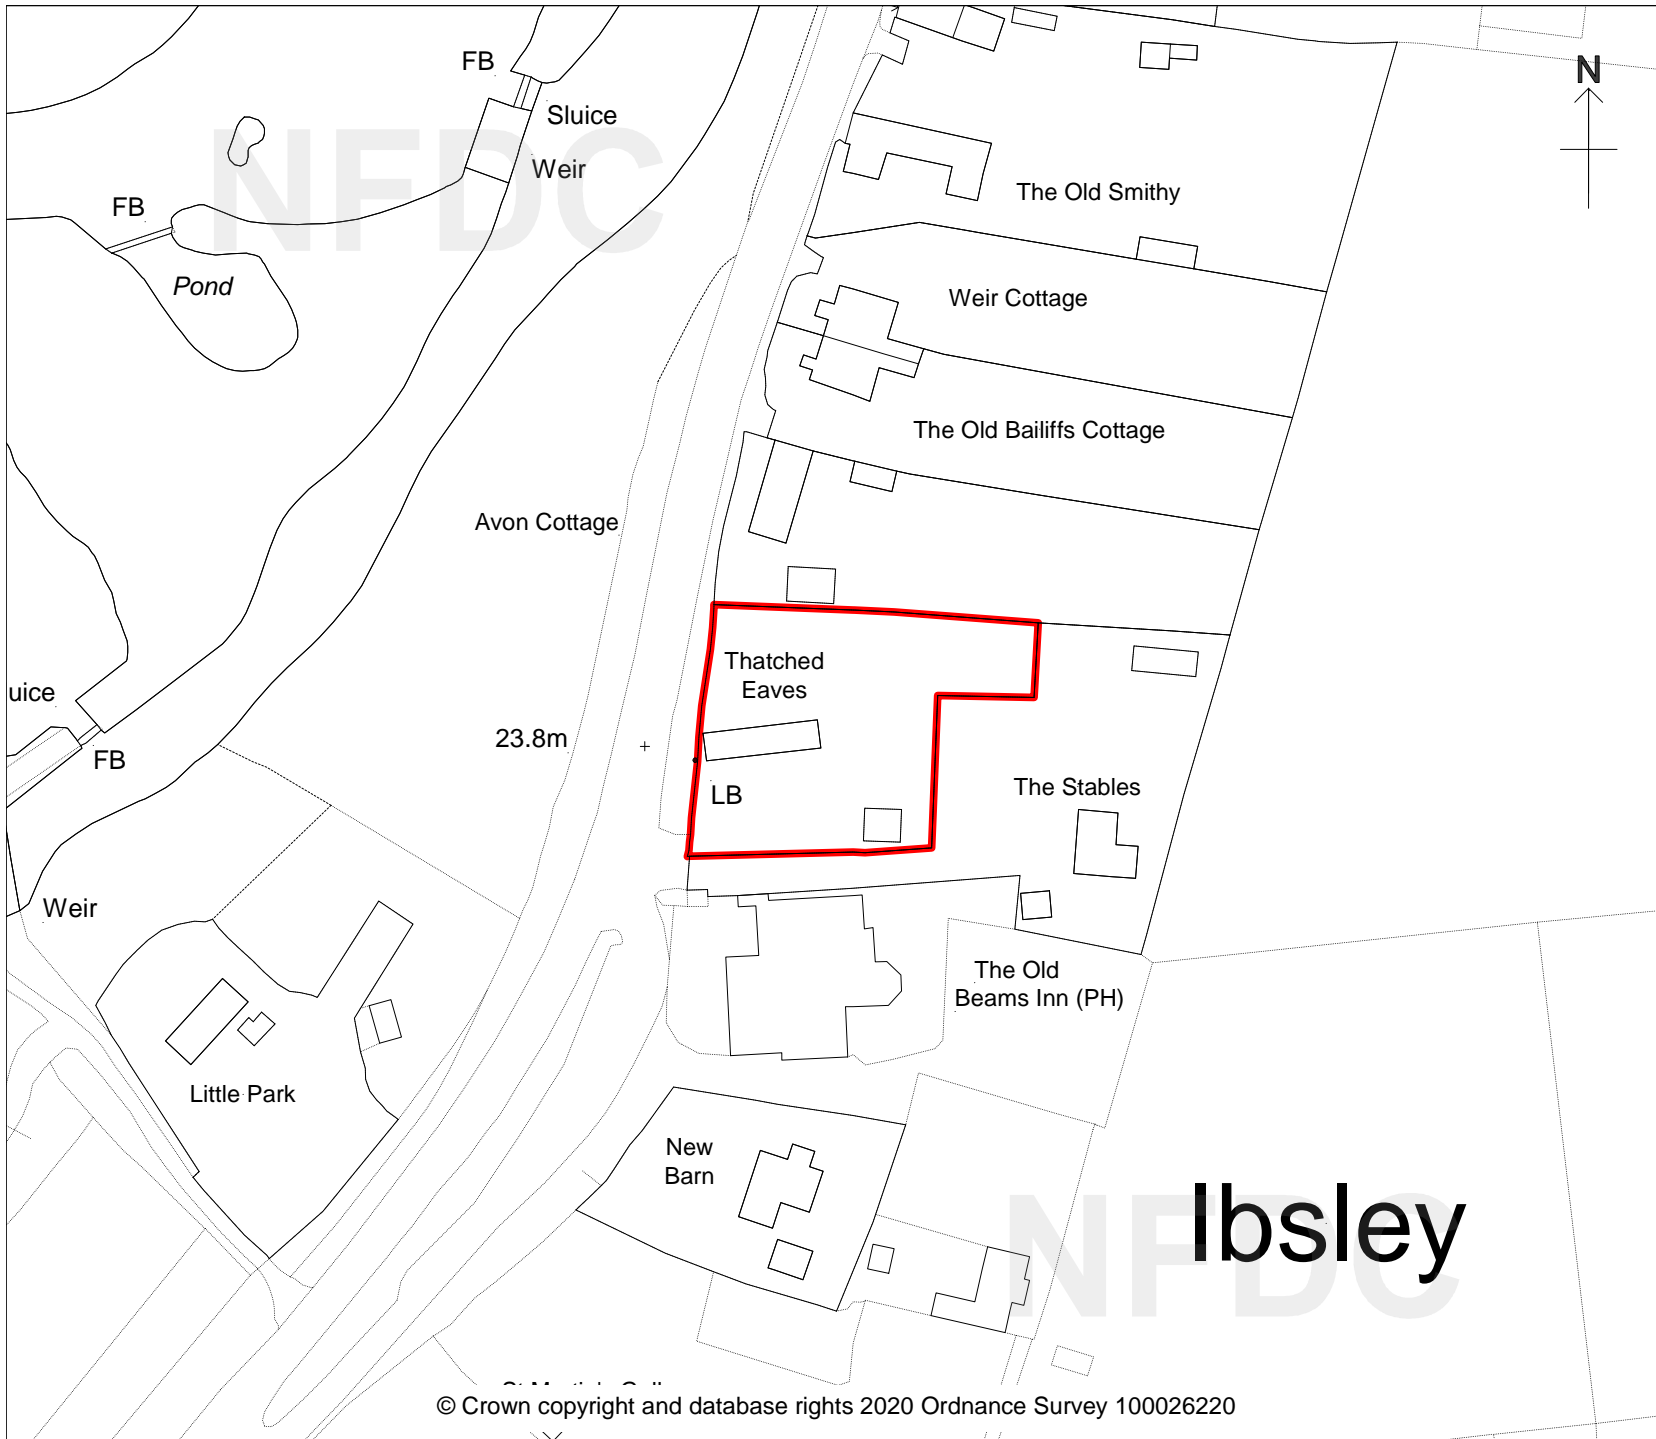 FB
N
Sluice
NFDC
Weir
The Old Smithy
FB
Pond
Weir Cottage
The Old Bailiffs Cottage
Avon Cottage
Thatched
Eaves
uice
23.8m
FB
The Stables
LB
Weir
The Old
Beams Inn (PH)
Little Park
New
Barn
Ibsley
NFDC
© Crown copyright and database rights 2020 Ordnance Survey 100026220